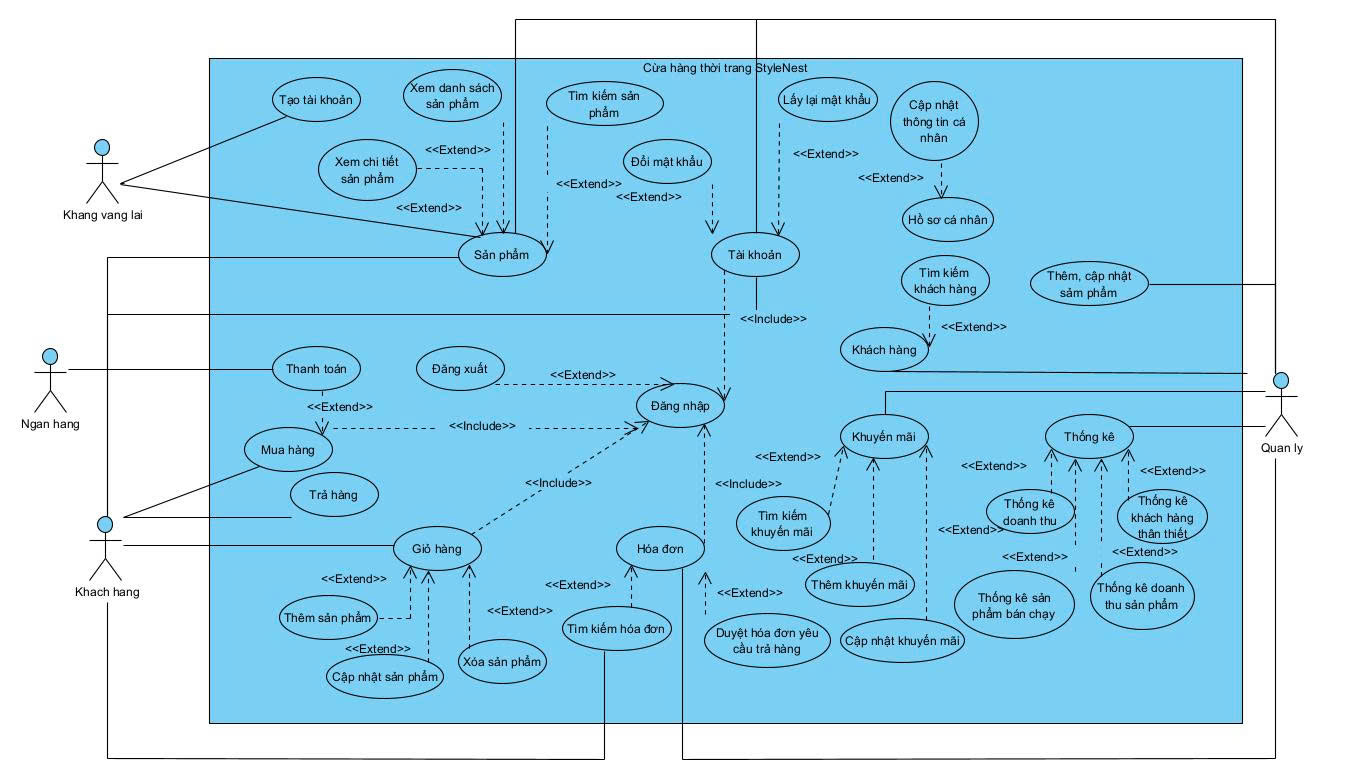 Cừa hàng thời trang StyleNest
Tạo tài khoản
Xem danh sách
sản phẩm
Tìm kiếm sản
phẩm
Lấy lại mật khẩu
Cập nhật
thông tin cá
nhân
<<Extend>>
Xem chi tiết
sản phẩm
Đổi mật khẩu
<<Extend>>
<<Extend>>
<<Extend>>
<<Extend>>
<<Extend>>
<<Extend>>
Khang vang lai
Hồ sơ cá nhân
Sản phẩm
Tài khoản
Tìm kiếm
khách hàng
Thêm, cập nhật
sảm phẩm
<<Include>>
<<Extend>>
Khách hàng
Thanh toán
Đăng xuất
<<Extend>>
Đăng nhập
<<Extend>>
Ngan hang
<<Include>>
Mua hàng
Khuyến mãi
Thống kê
Quan ly
<<Extend>>
<<Extend>>
<<Extend>>
<<Include>>
<<Include>>
Trả hàng
Tìm kiếm
khuyến mãi
Thống kê
doanh thu
Thống kê
khách hàng
thân thiết
<<Extend>>
Giỏ hàng
Hóa đơn
<<Extend>>
<<Extend>>
<<Extend>>
Khach hang
<<Extend>>
<<Extend>>
<<Extend>>
Thêm khuyến mãi
Thống kê sản
phẩm bán chạy
Thống kê doanh
thu sản phẩm
Thêm sản phẩm
<<Extend>>
Tìm kiếm hóa đơn
Duyệt hóa đơn yêu
cầu trả hàng
Cập nhật khuyến mãi
<<Extend>>
Cập nhật sản phẩm
Xóa sản phẩm